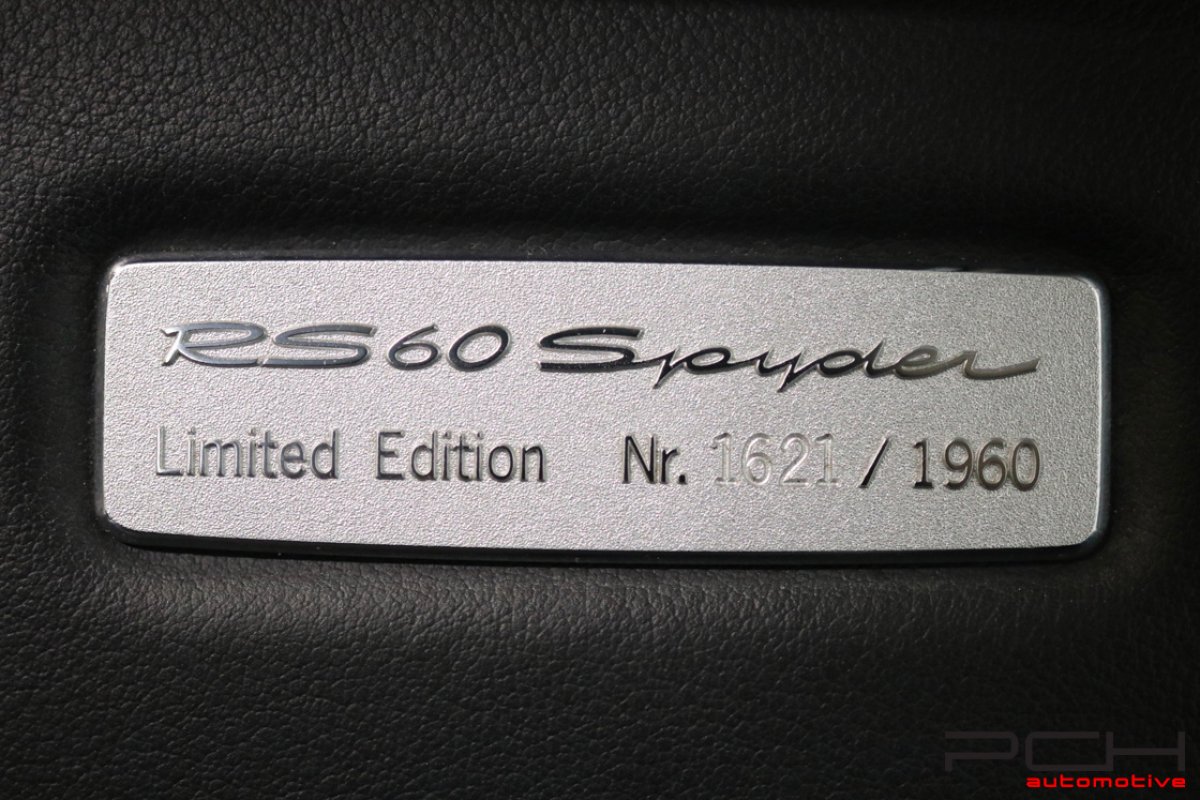 RS60 Spyder
Limited Edition Nr. 1621 / 1960
PCH
automotive